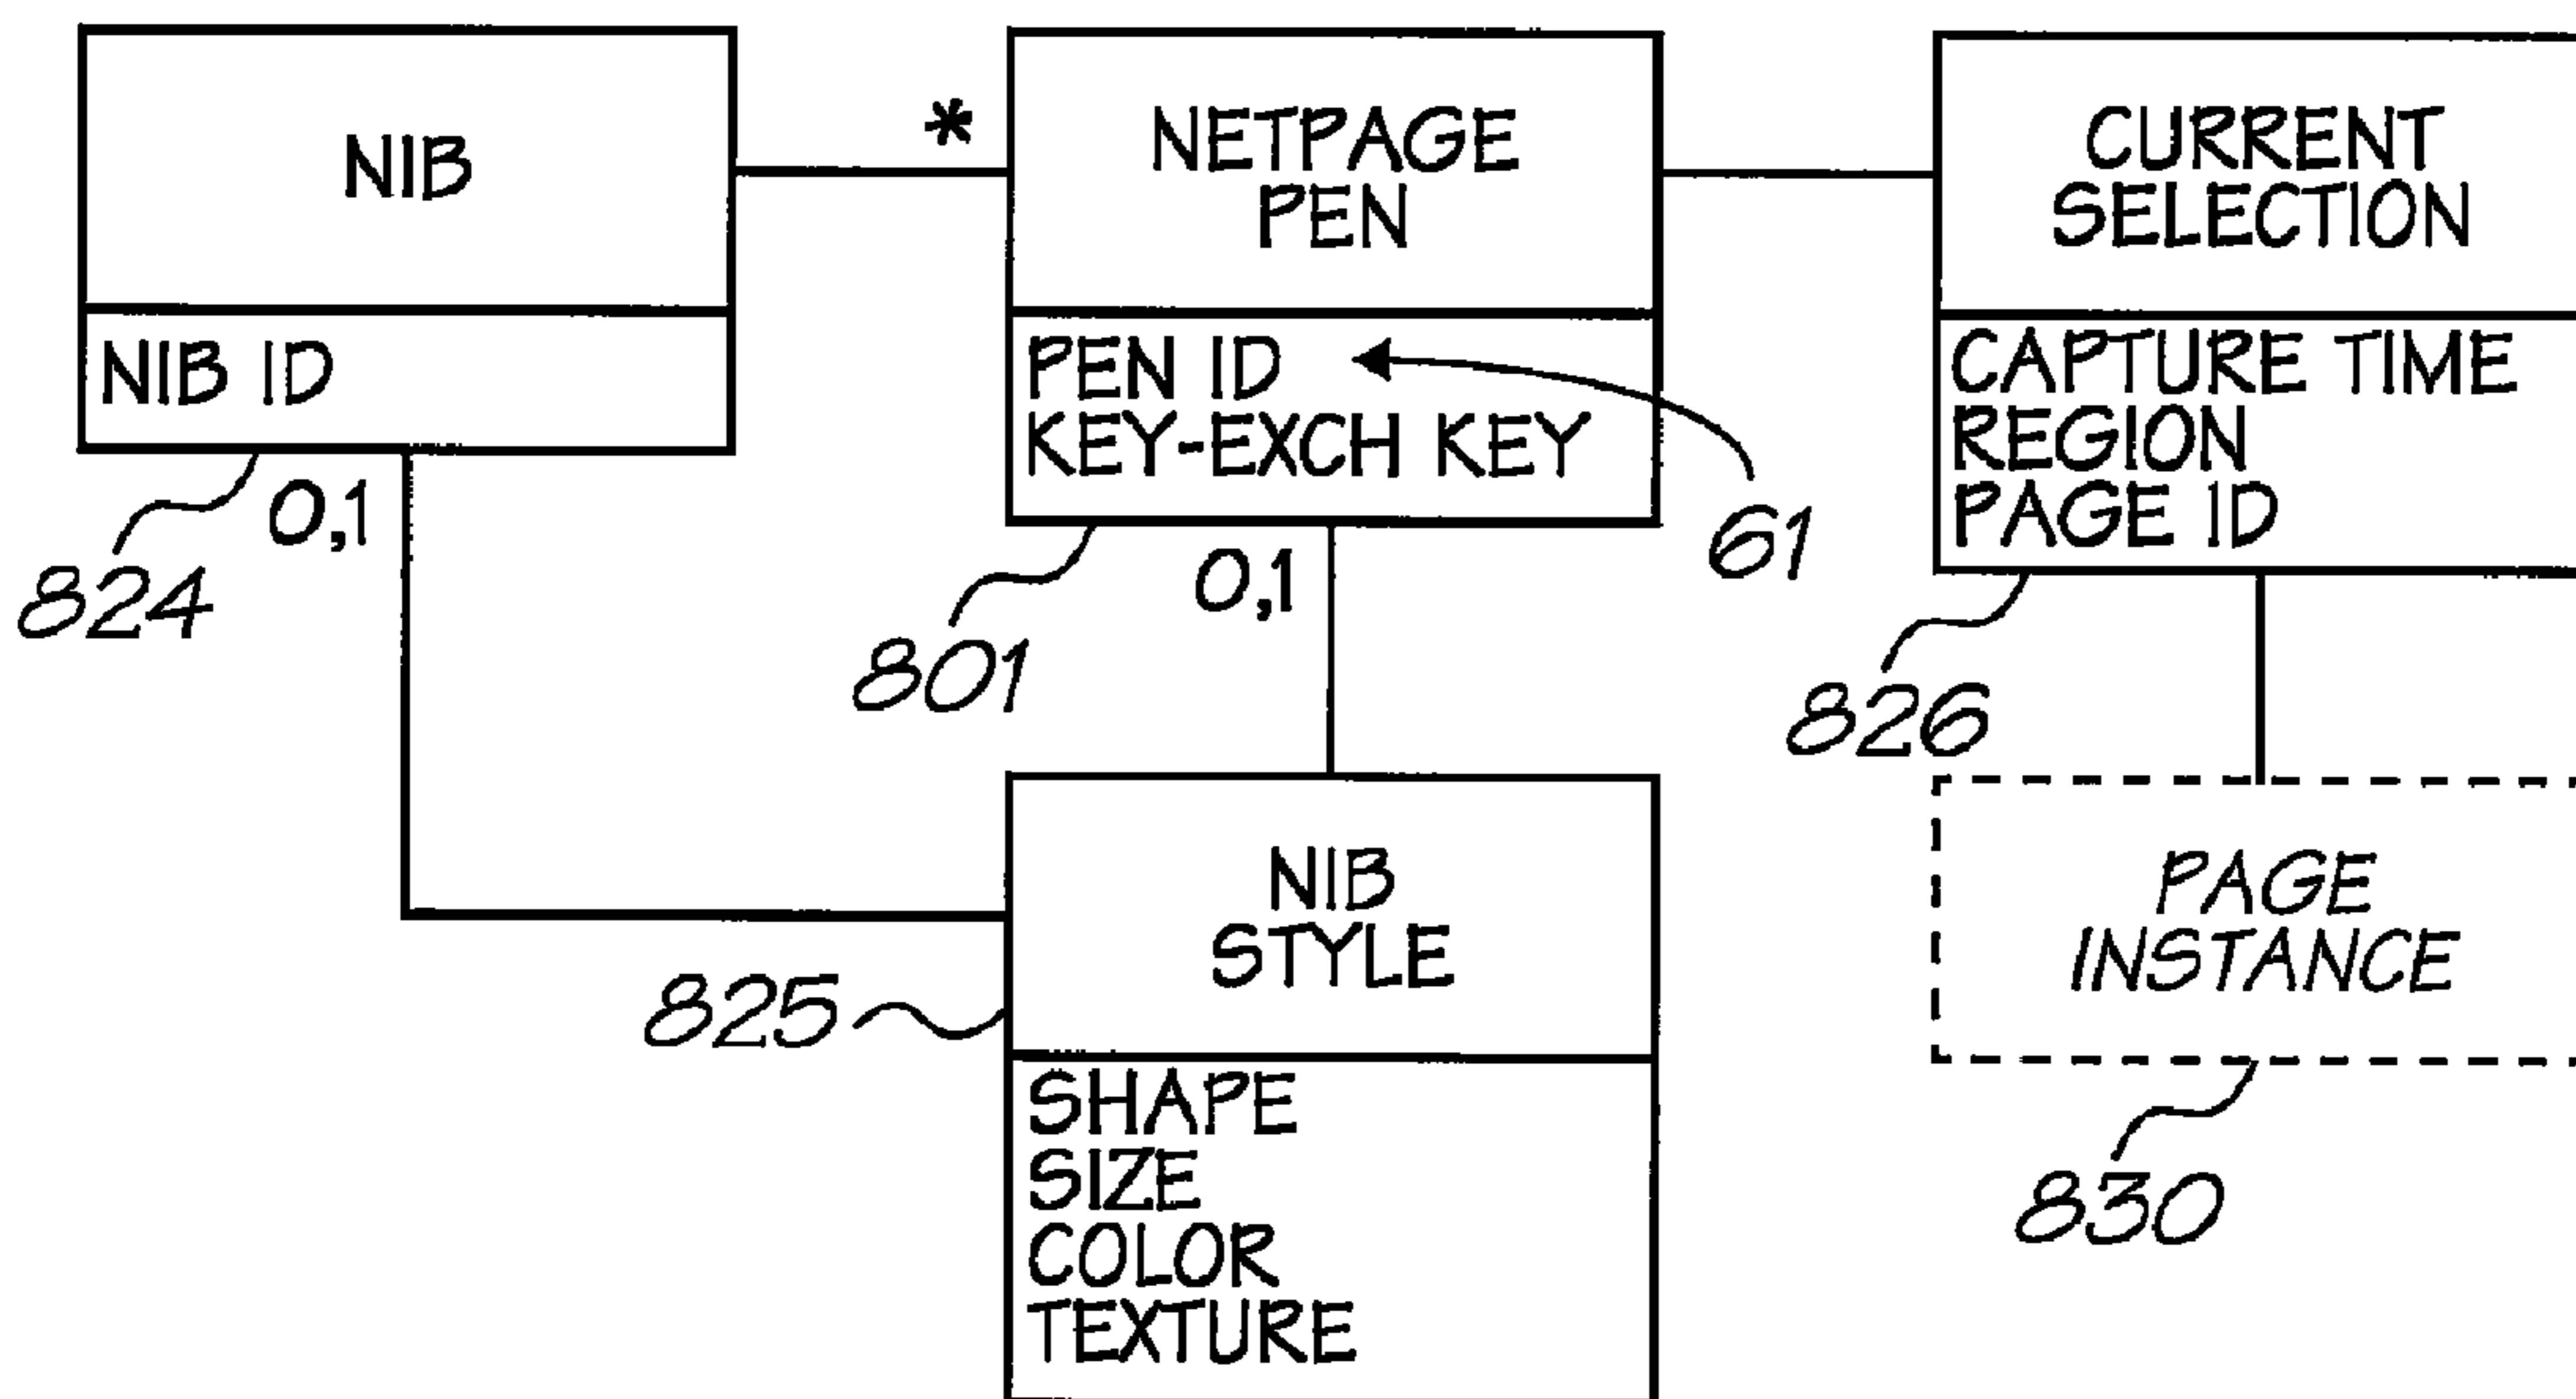 NIB
NIB ID
824
0,1
*
NETPAGE
PEN
PEN ID
KEY-EXCH KEY
61
801
0,1
CURRENT
SELECTION
CAPTURE TIME
REGION
PAGE ID
826
NIB
STYLE
825
SHAPE
SIZE
COLOR
TEXTURE
PAGE
INSTANCE
830